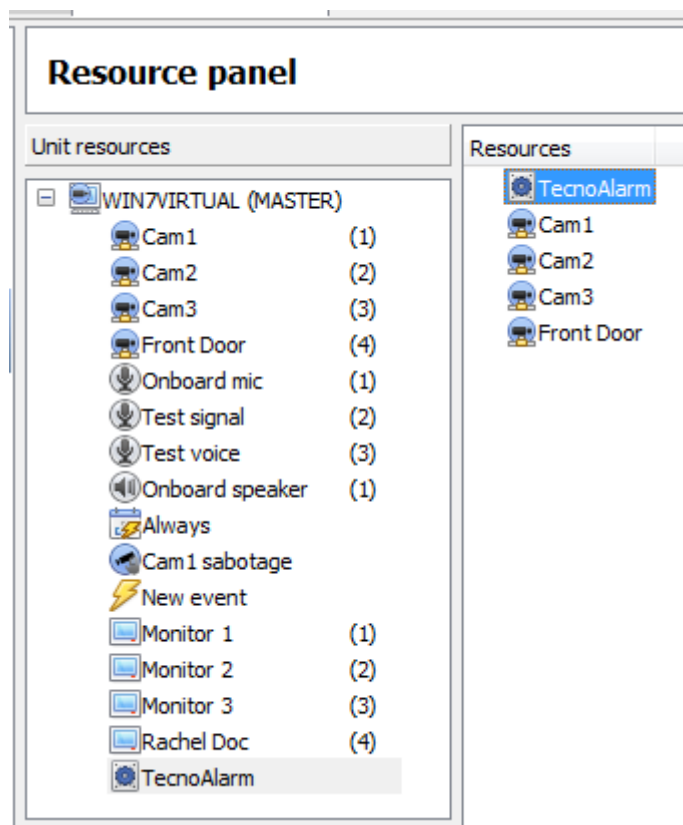 Resource panel
Unit resources
WIN7VIRTUAL (MASTER)
Cam1 (1)
Cam2 (2)
Cam3 (3)
Front Door (4)
Onboard mic (1)
Test signal (2)
Test voice (3)
Onboard speaker (1)
Always
Cam1 sabotage
New event
Monitor 1 (1)
Monitor 2 (2)
Monitor 3 (3)
Rachel Doc (4)
TecnoAlarm
Resources
TecnoAlarm
Cam1
Cam2
Cam3
Front Door